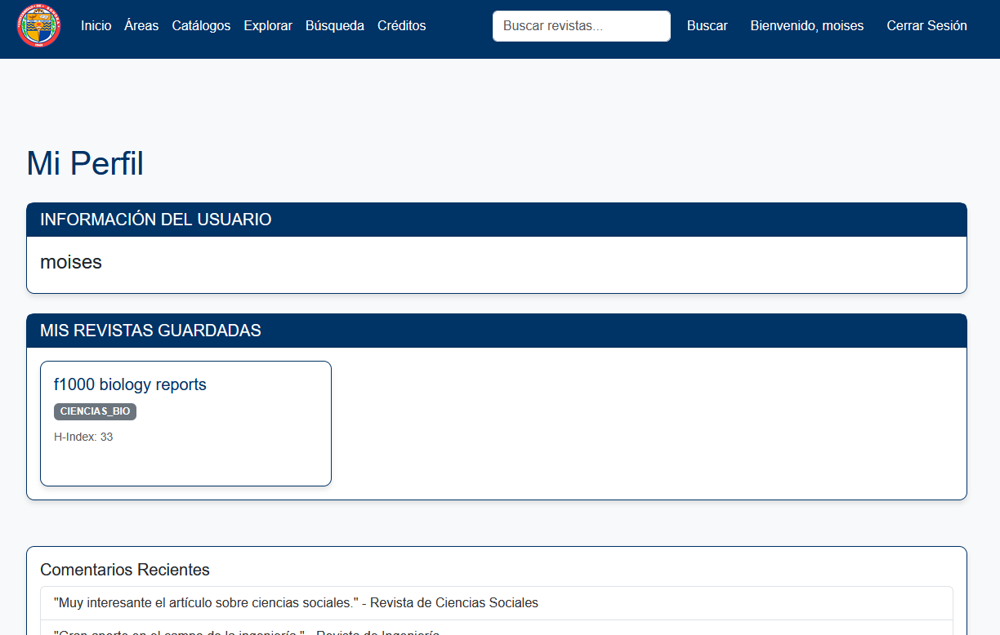 Inicio Áreas Catálogos Explorar Búsqueda Créditos Buscar revistas... Buscar Bienvenido, moises Cerrar Sesión
Mi Perfil
INFORMACIÓN DEL USUARIO
moises
MIS REVISTAS GUARDADAS
f1000 biology reports
CIENCIAS_BIO
H-Index: 33
Comentarios Recientes
"Muy interesante el artículo sobre ciencias sociales." - Revista de Ciencias Sociales
"Gran aporte en el campo de la ingeniería." - Revista de Ingeniería